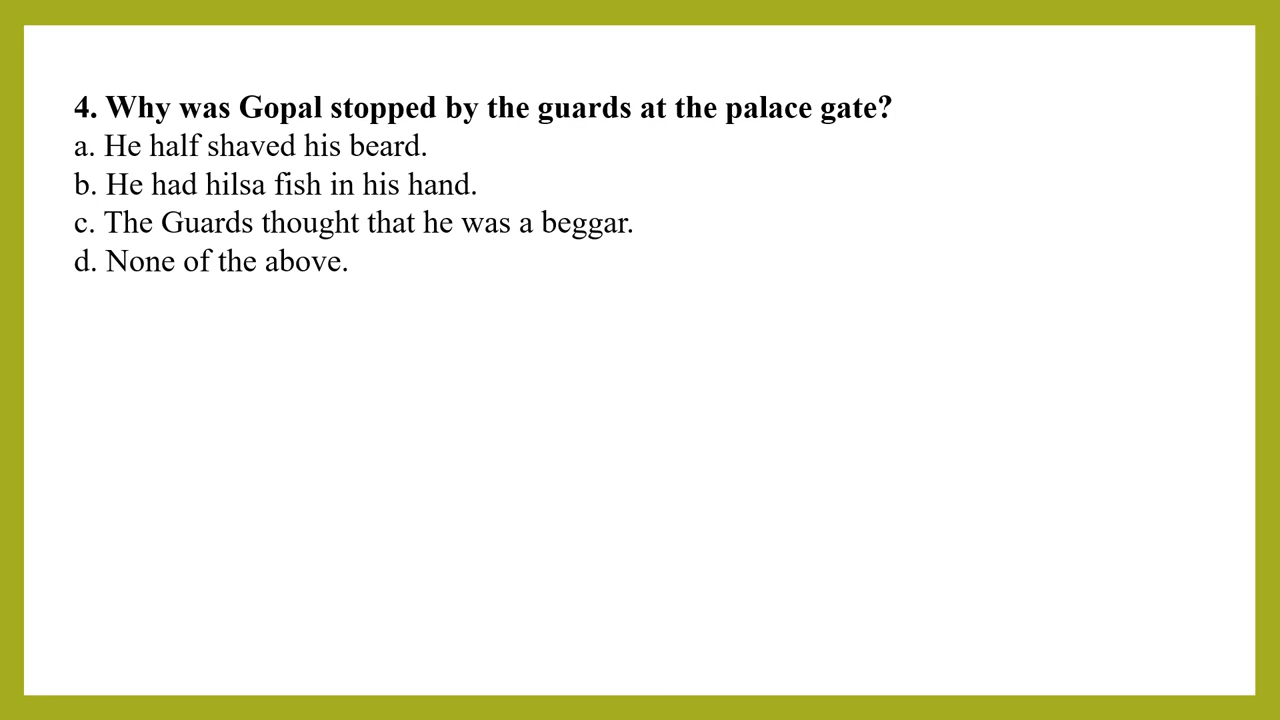 4. Why was Gopal stopped by the guards at the palace gate?
a. He half shaved his beard.
b. He had hilsa fish in his hand.
c. The Guards thought that he was a beggar.
d. None of the above.